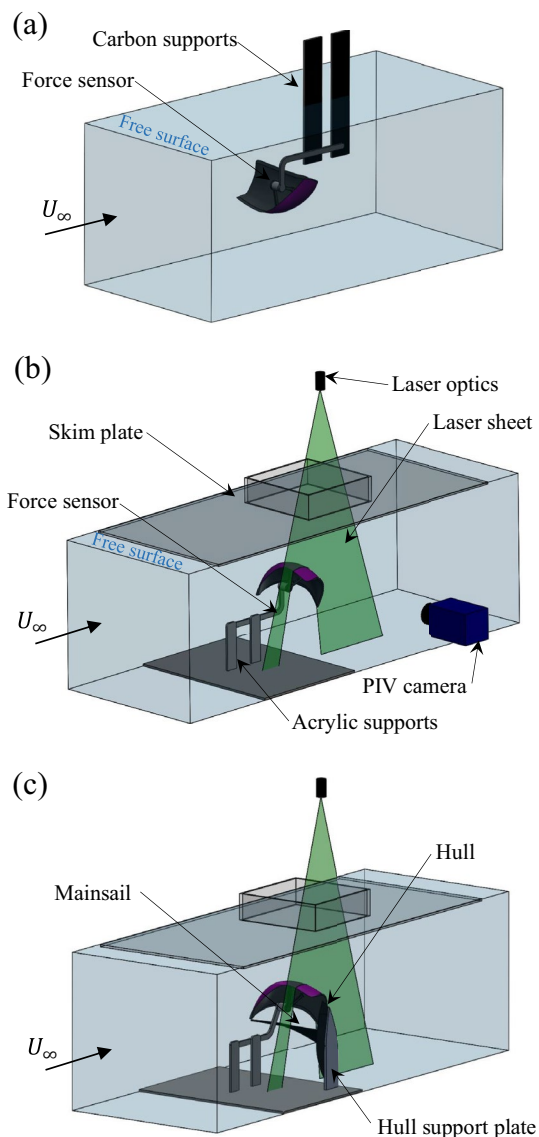 (a)
Carbon supports
Force sensor
Free surface
U∞
(b)
Laser optics
Laser sheet
Skim plate
Force sensor
Free surface
U∞
PIV camera
Acrylic supports
(c)
Hull
Mainsail
U∞
Hull support plate